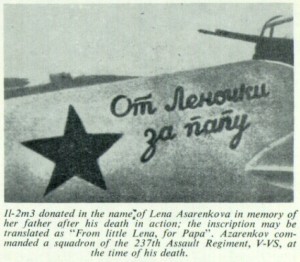 От Леночки
за папу
Il-2m3 donated in the name of Lena Asarenkova in memory of
her father after his death in action; the inscription may be
translated as "From little Lena, for Papa". Azarenkov com-
manded a squadron of the 237th Assault Regiment, V-VS, at
the time of his death.